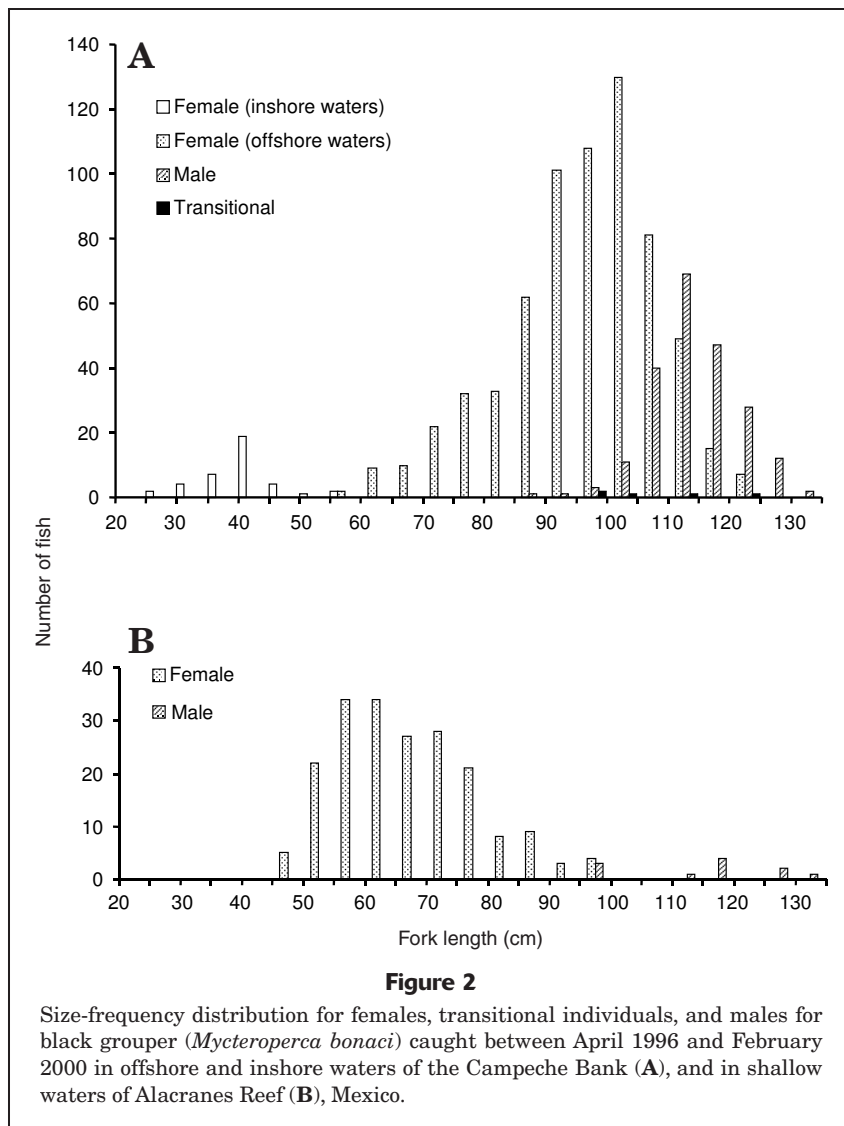 A
140
120
100
80
60
40
20
0
Female (inshore waters)
Female (offshore waters)
Male
Transitional
20 30 40 50 60 70 80 90 100 110 120 130
Number of fish
B
40
30
20
10
0
Female
Male
20 30 40 50 60 70 80 90 100 110 120 130
Fork length (cm)
Figure 2
Size-frequency distribution for females, transitional individuals, and males for
black grouper (Mycteroperca bonaci) caught between April 1996 and February
2000 in offshore and inshore waters of the Campeche Bank (A), and in shallow
waters of Alacranes Reef (B), Mexico.